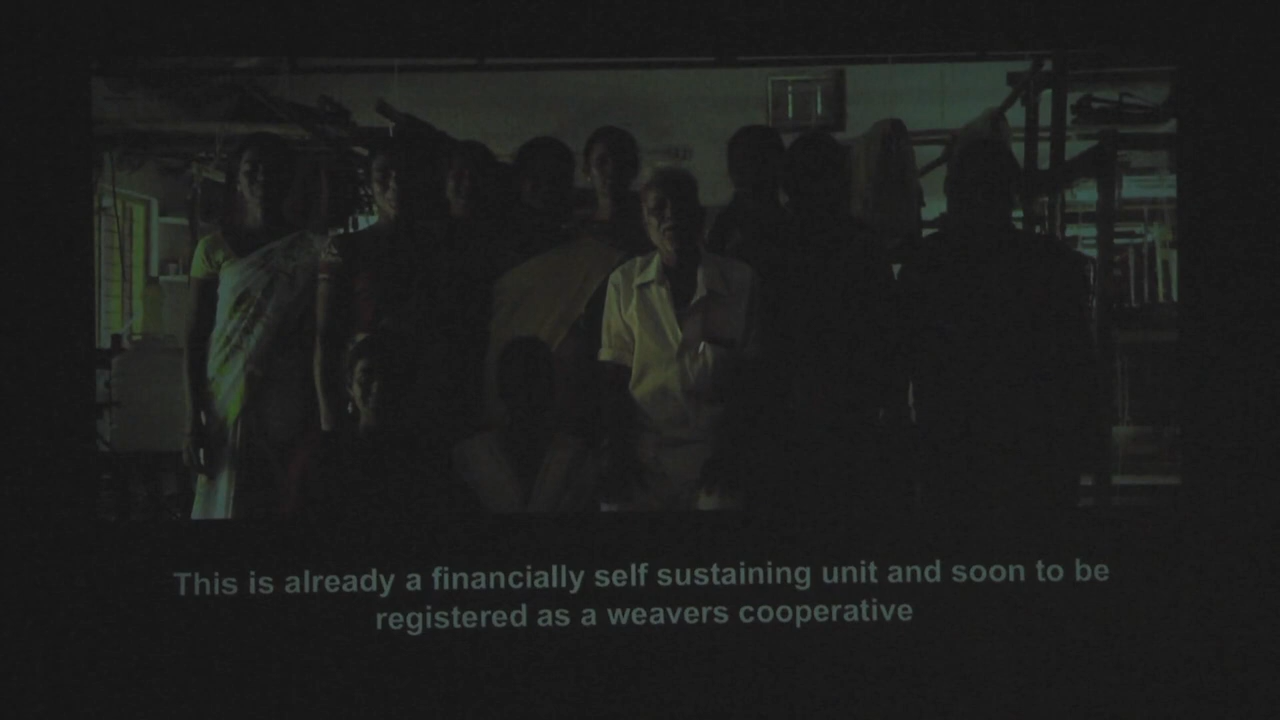 This is already a financially self sustaining unit and soon to be
registered as a weavers cooperative